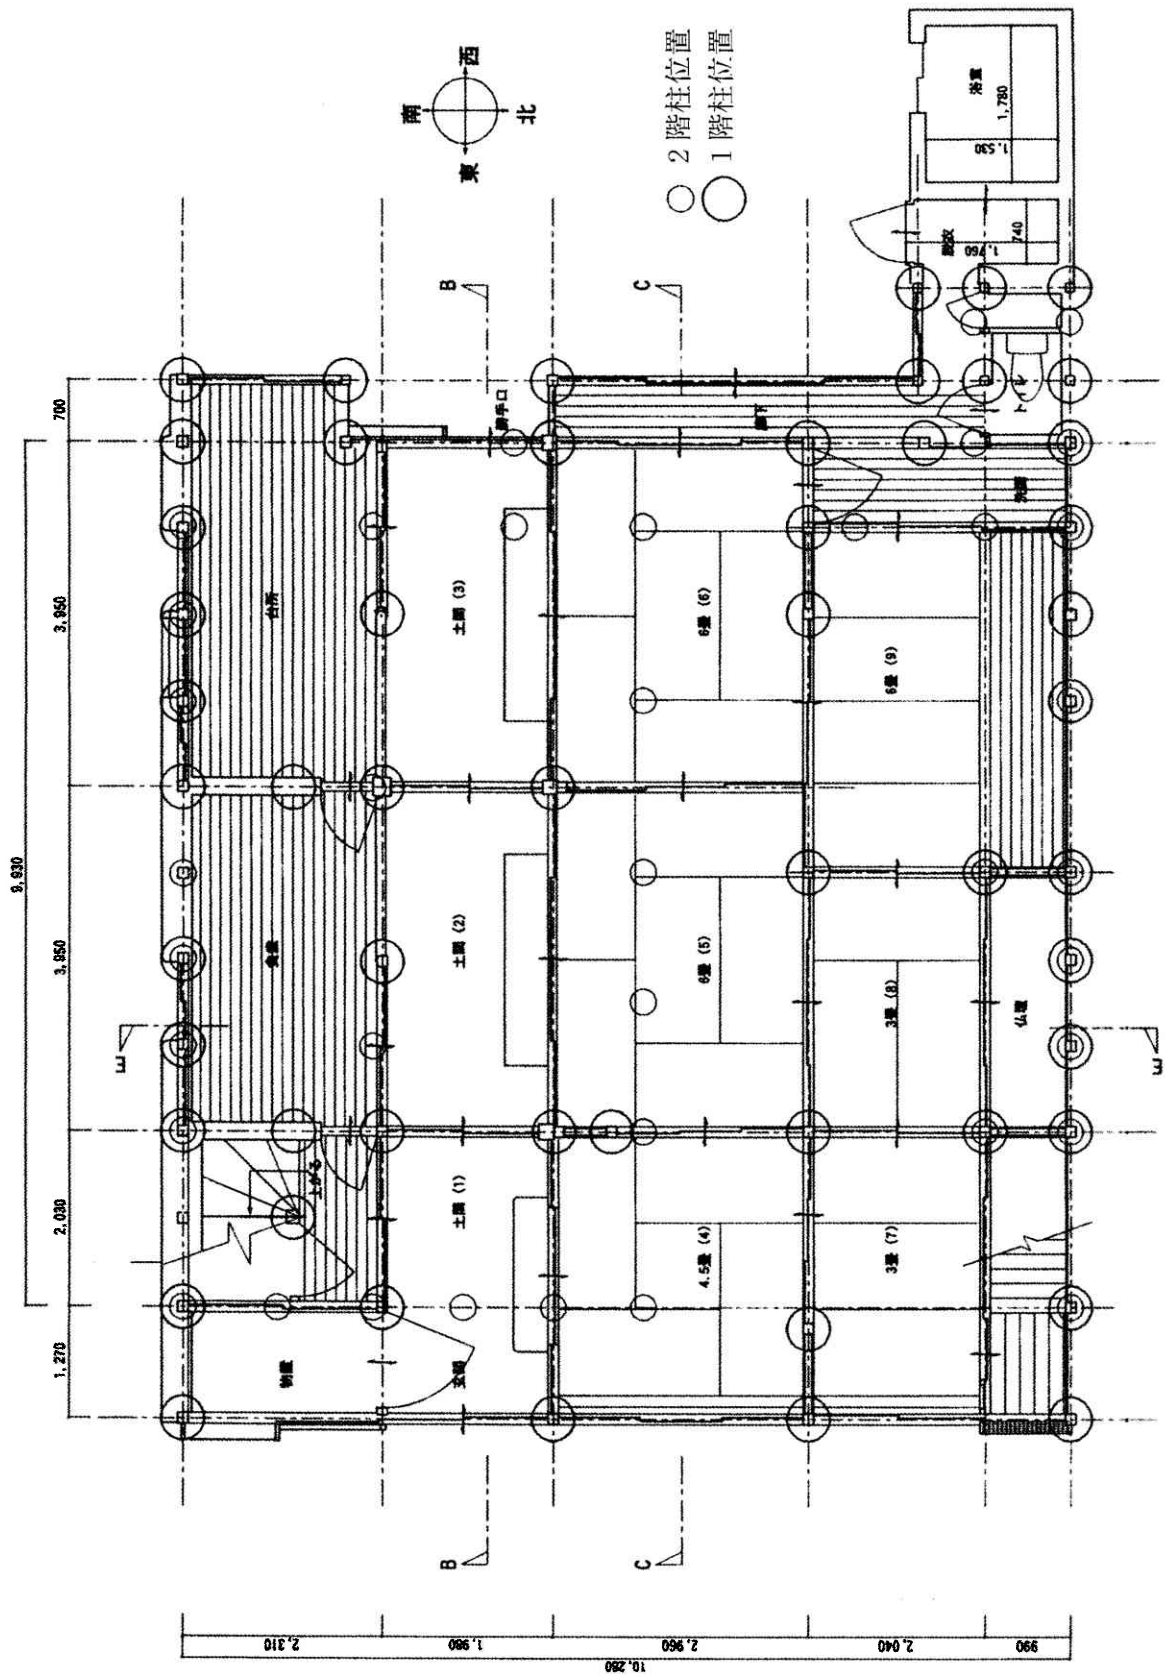 9,930
1,270
2,030
3,950
3,950
700
南
東
西
北
○ 2階柱位置
○ 1階柱位置
E
物置
上がる
食堂
台所
玄関
土間 (1)
土間 (2)
土間 (3)
勝手口
B
B
C
C
4.5畳 (4)
6畳 (5)
6畳 (6)
廊下
3畳 (7)
3畳 (8)
6畳 (9)
仏壇
洗面
トイレ
脱衣
1,760
740
浴室
1,530
1,780
E
2,310
1,980
2,960
2,040
990
10,280